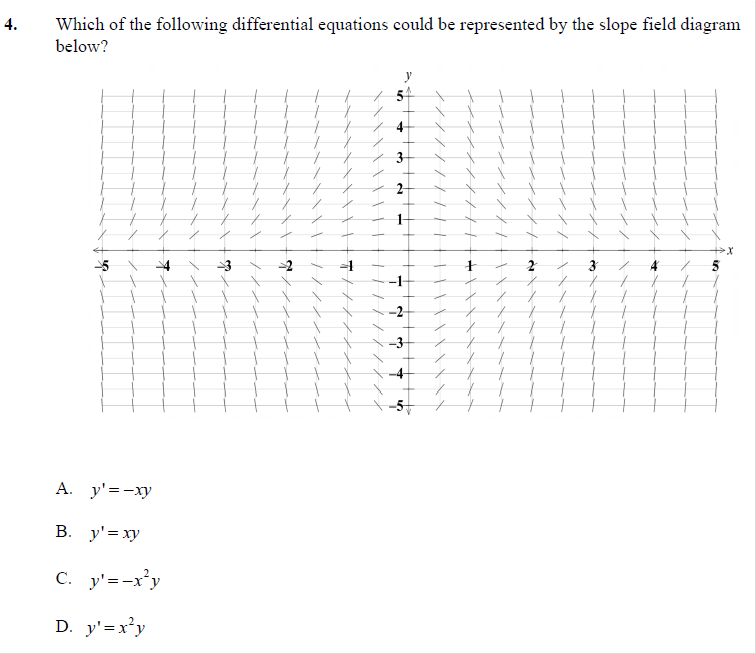 4. Which of the following differential equations could be represented by the slope field diagram
below?
y
5
4
3
2
1
x
-5 -4 -3 -2 -1 1 2 3 4 5
-1
-2
-3
-4
-5
A. y' = −xy
B. y' = xy
C. y' = −x²y
D. y' = x²y